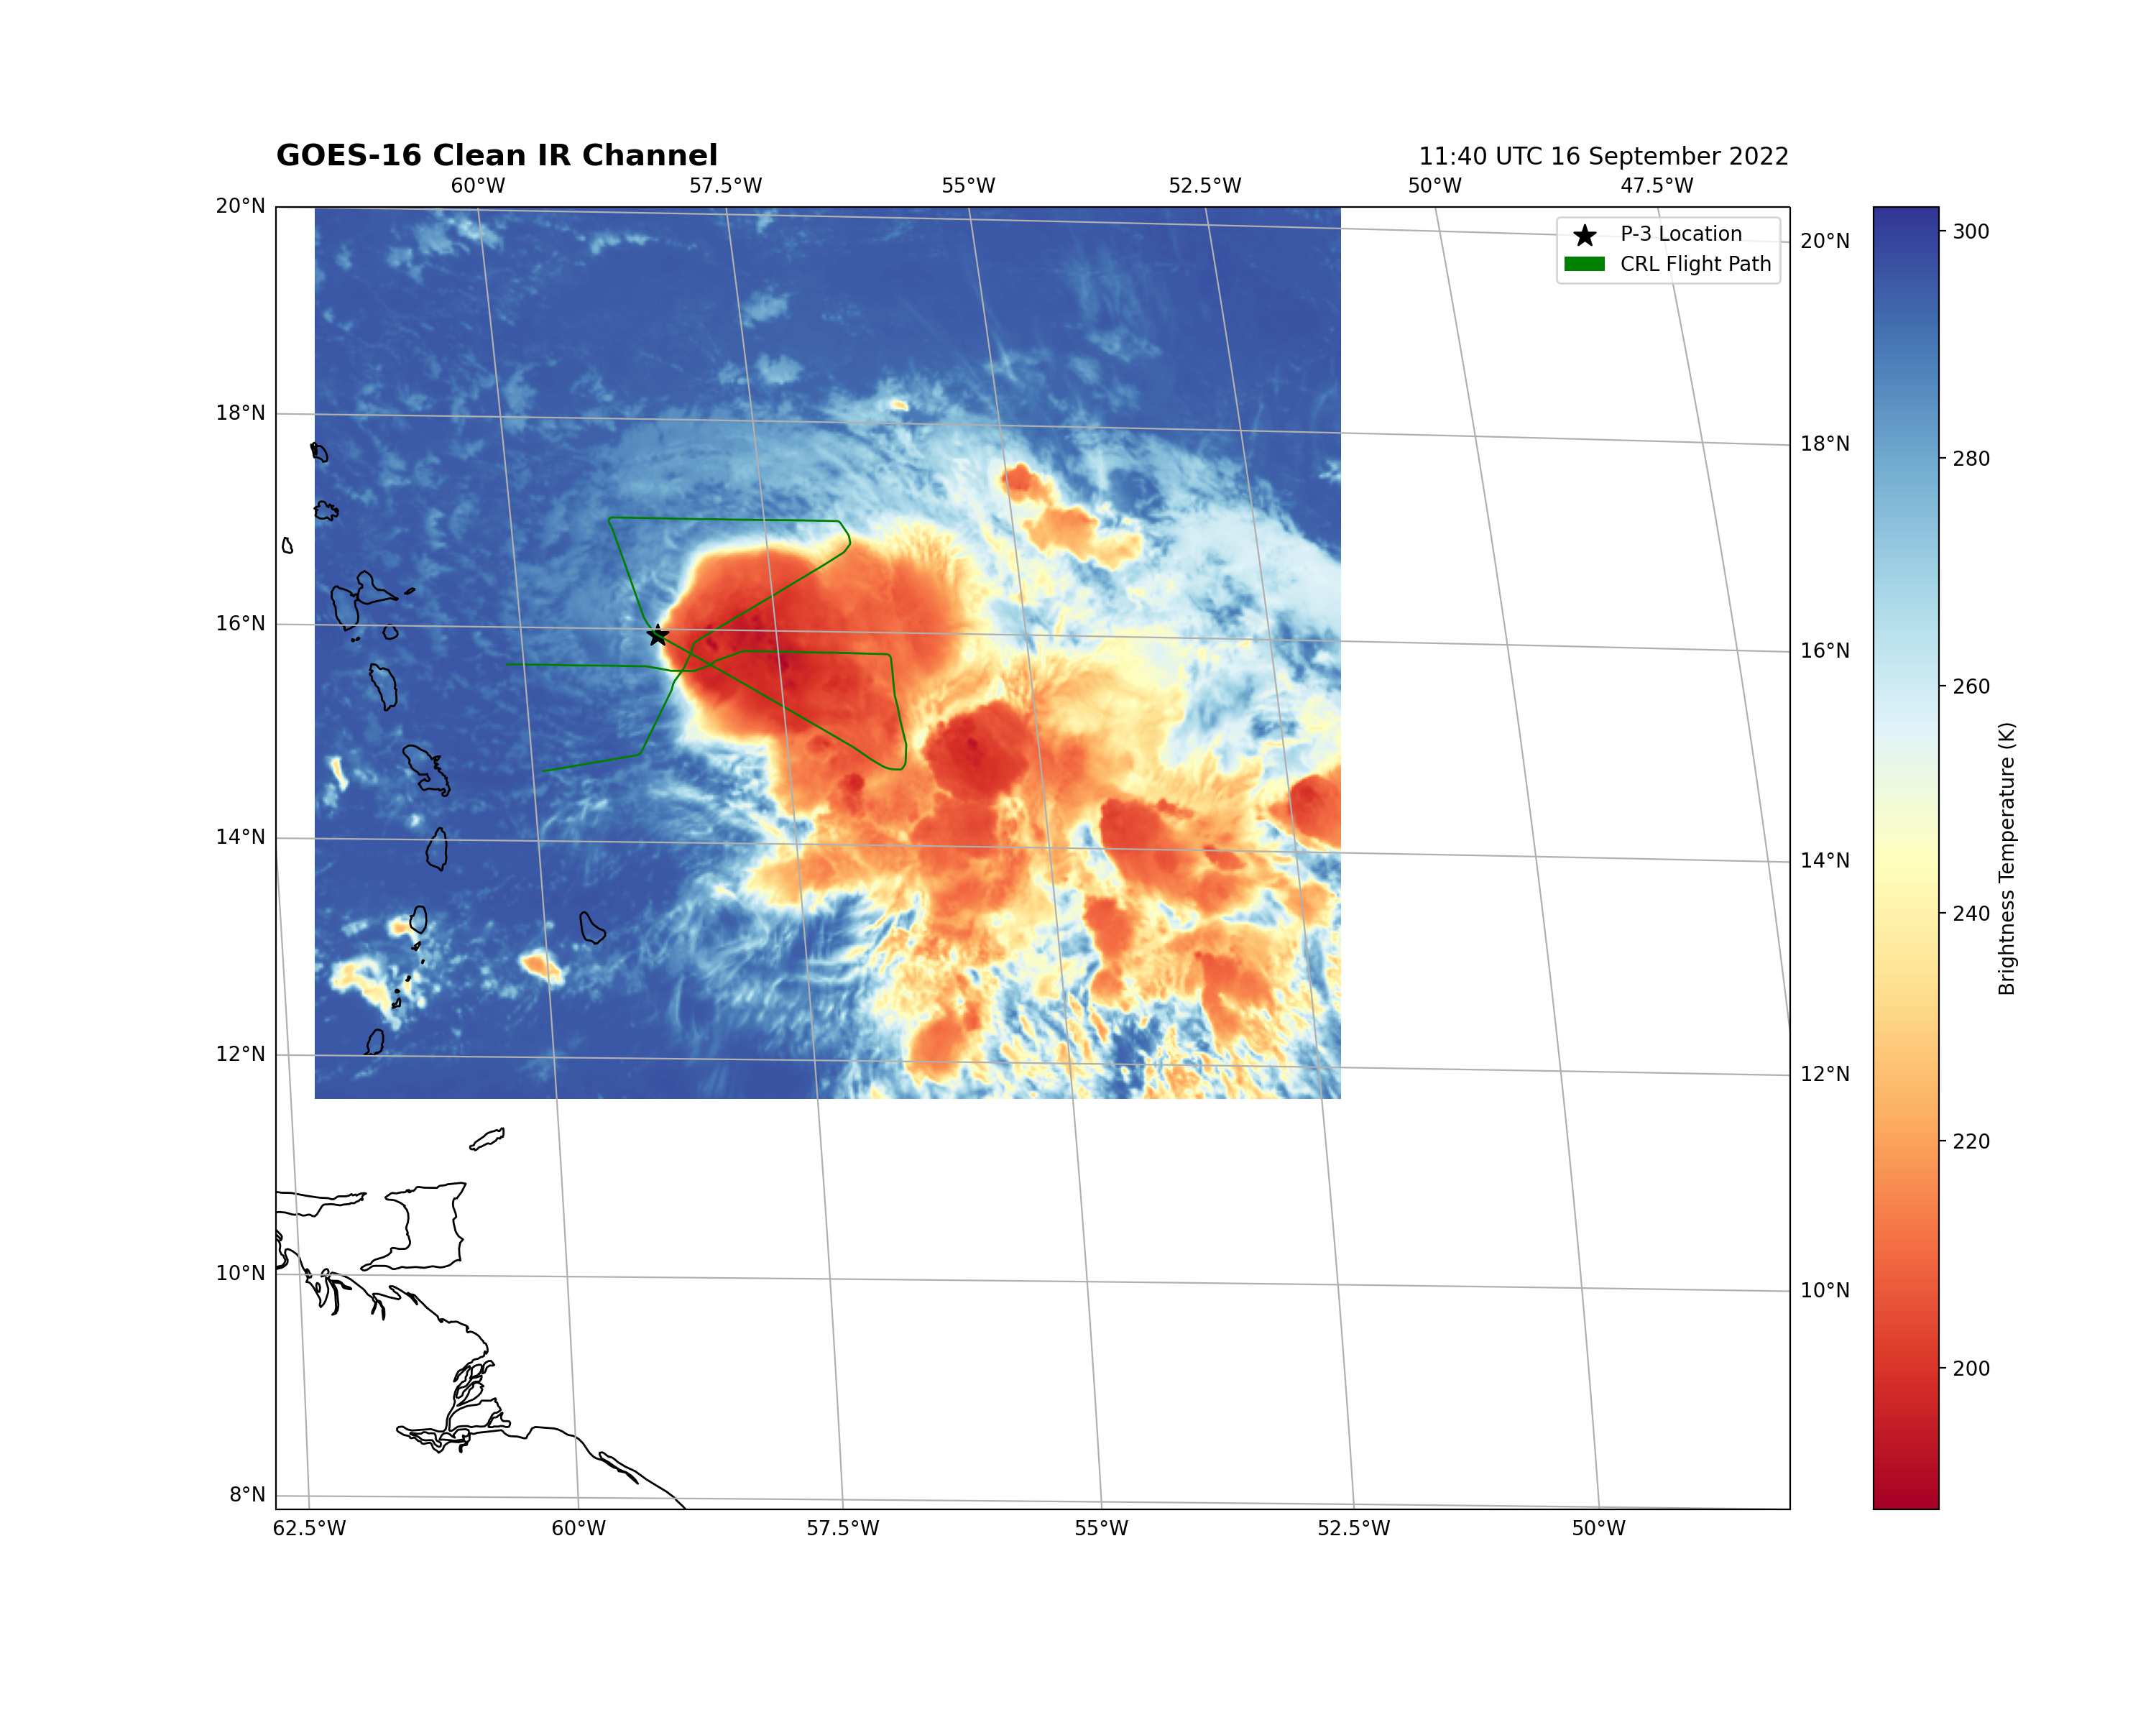 GOES-16 Clean IR Channel
11:40 UTC 16 September 2022
60°W 57.5°W 55°W 52.5°W 50°W 47.5°W
20°N
18°N
16°N
14°N
12°N
10°N
8°N
P-3 Location
CRL Flight Path
20°N
18°N
16°N
14°N
12°N
10°N
62.5°W 60°W 57.5°W 55°W 52.5°W 50°W
300
280
260
240
220
200
Brightness Temperature (K)